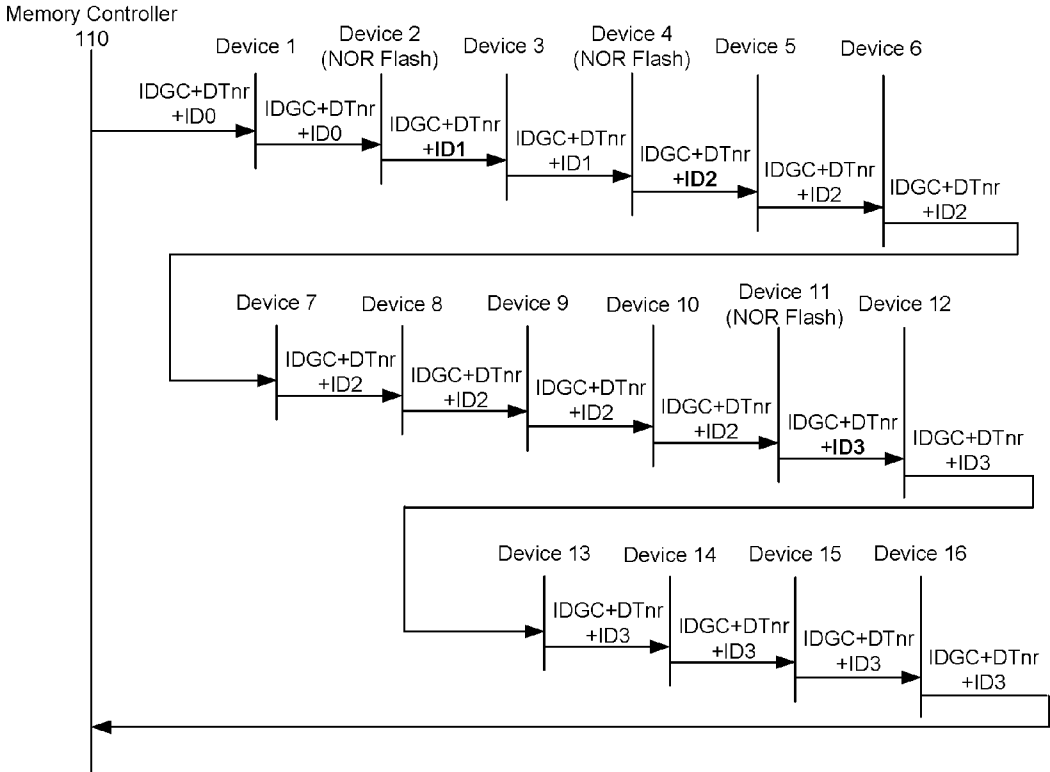 Memory Controller
110
Device 1
Device 2
(NOR Flash)
Device 3
Device 4
(NOR Flash)
Device 5
Device 6
IDGC+DTnr
+ID0
IDGC+DTnr
+ID0
IDGC+DTnr
+ID1
IDGC+DTnr
+ID1
IDGC+DTnr
+ID2
IDGC+DTnr
+ID2
IDGC+DTnr
+ID2
Device 7
Device 8
Device 9
Device 10
Device 11
(NOR Flash)
Device 12
IDGC+DTnr
+ID2
IDGC+DTnr
+ID2
IDGC+DTnr
+ID2
IDGC+DTnr
+ID2
IDGC+DTnr
+ID3
IDGC+DTnr
+ID3
Device 13
Device 14
Device 15
Device 16
IDGC+DTnr
+ID3
IDGC+DTnr
+ID3
IDGC+DTnr
+ID3
IDGC+DTnr
+ID3